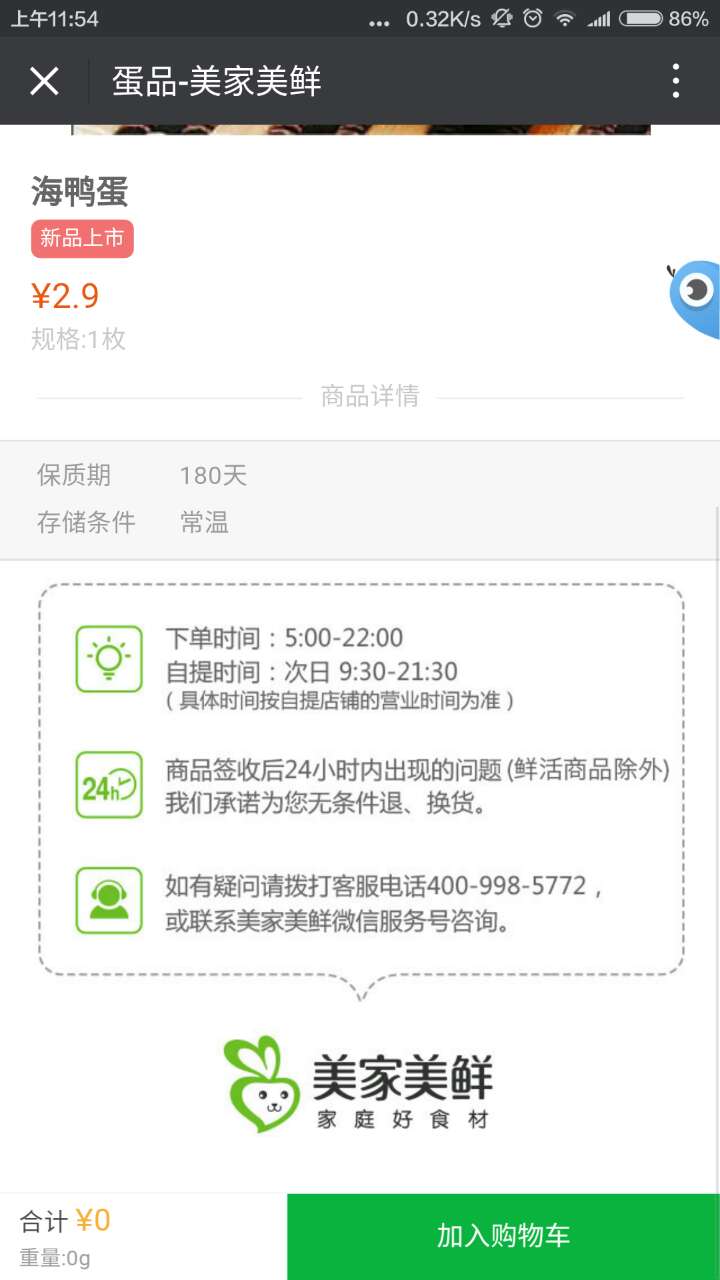 上午11:54
... 0.32K/s 86%
蛋品-美家美鲜
海鸭蛋
新品上市
¥2.9
规格:1枚
商品详情
保质期 180天
存储条件 常温
下单时间：5:00-22:00
自提时间：次日 9:30-21:30
（具体时间按自提店铺的营业时间为准）
24h
商品签收后24小时内出现的问题(鲜活商品除外)
我们承诺为您无条件退、换货。
如有疑问请拨打客服电话400-998-5772，
或联系美家美鲜微信服务号咨询。
美家美鲜
家庭好食材
合计 ¥0
重量:0g
加入购物车